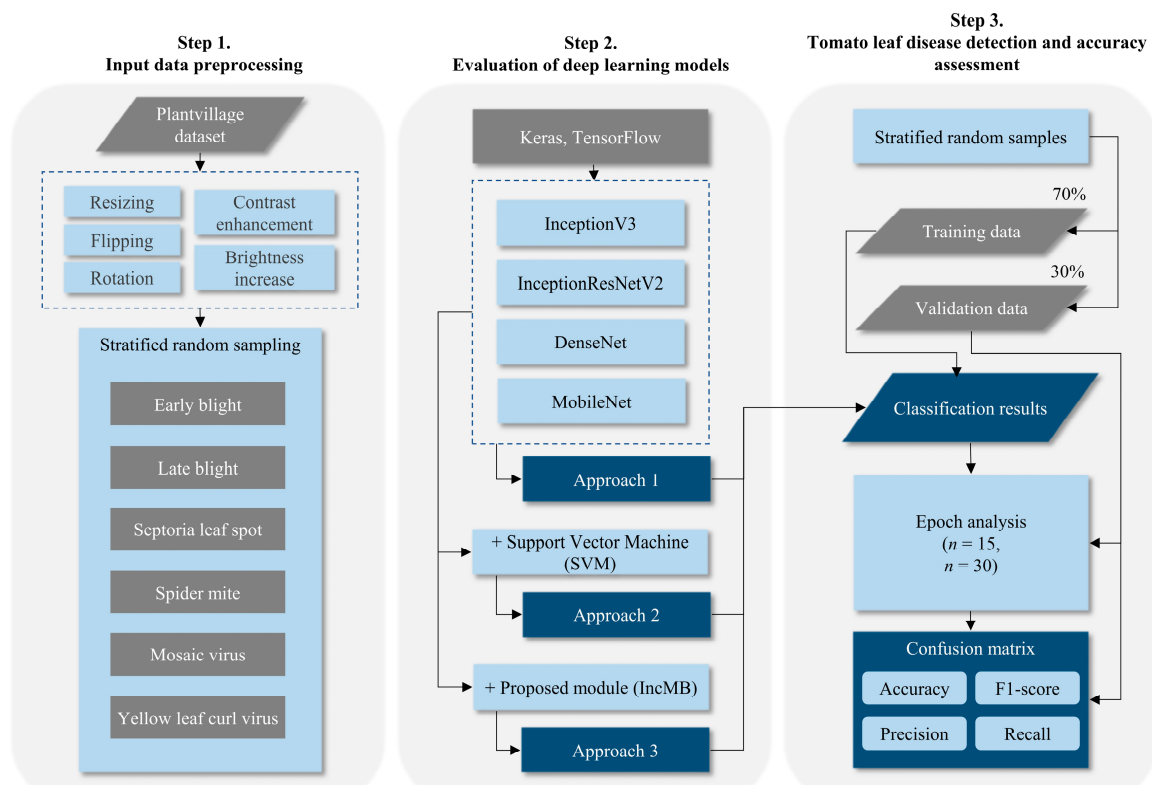 Step 1.
Input data preprocessing
Plantvillage
dataset
Resizing
Flipping
Rotation
Contrast
enhancement
Brightness
increase
Stratified random sampling
Early blight
Late blight
Septoria leaf spot
Spider mite
Mosaic virus
Yellow leaf curl virus
Step 2.
Evaluation of deep learning models
Keras, TensorFlow
InceptionV3
InceptionResNetV2
DenseNet
MobileNet
Approach 1
+ Support Vector Machine
(SVM)
Approach 2
+ Proposed module (IncMB)
Approach 3
Step 3.
Tomato leaf disease detection and accuracy
assessment
Stratified random samples
70%
Training data
30%
Validation data
Classification results
Epoch analysis
(n = 15,
n = 30)
Confusion matrix
Accuracy
F1-score
Precision
Recall